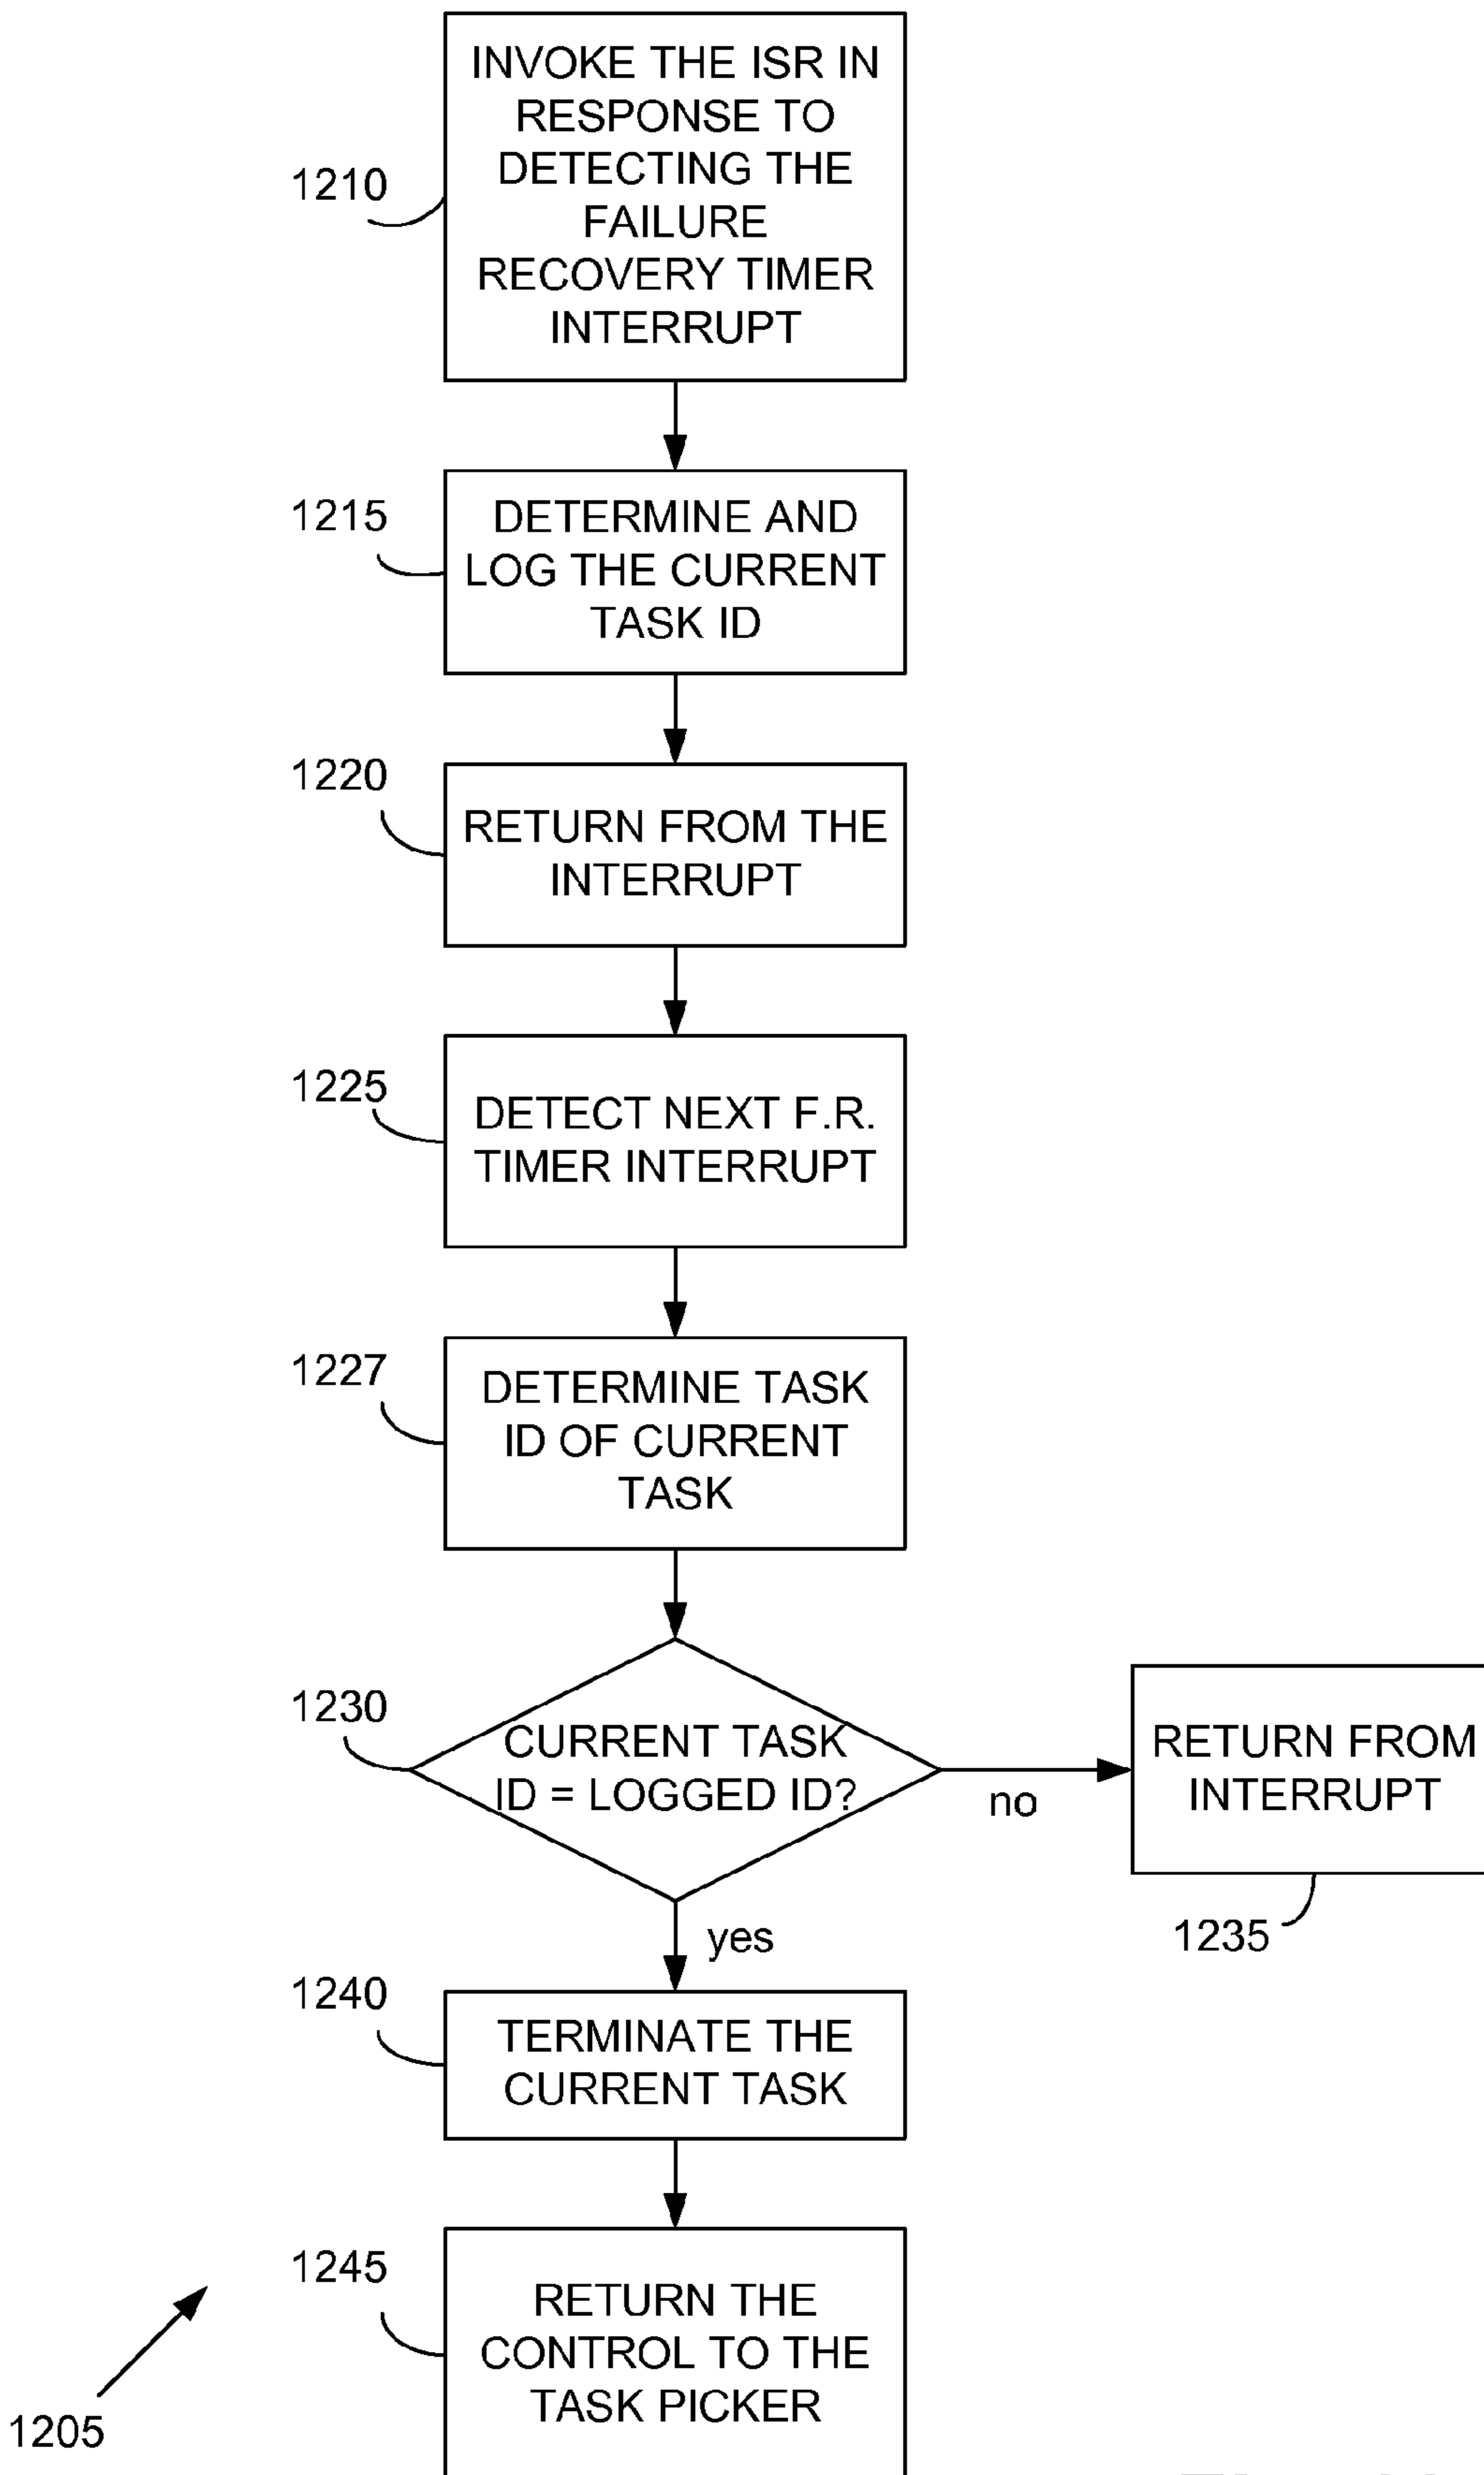 INVOKE THE ISR IN
RESPONSE TO
DETECTING THE
FAILURE
RECOVERY TIMER
INTERRUPT
1210
DETERMINE AND
LOG THE CURRENT
TASK ID
1215
RETURN FROM THE
INTERRUPT
1220
DETECT NEXT F.R.
TIMER INTERRUPT
1225
DETERMINE TASK
ID OF CURRENT
TASK
1227
CURRENT TASK
ID = LOGGED ID?
1230
no
RETURN FROM
INTERRUPT
1235
yes
TERMINATE THE
CURRENT TASK
1240
RETURN THE
CONTROL TO THE
TASK PICKER
1245
1205